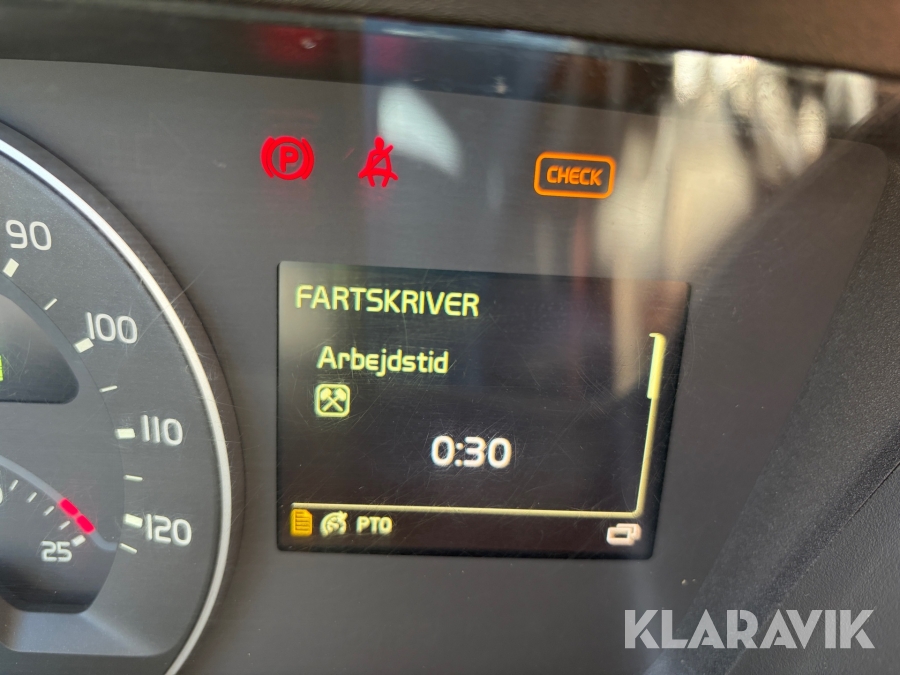 P
CHECK
90
100
110
120
25
FARTSKRIVER
Arbejdstid
0:30
PTO
KLARAVIK